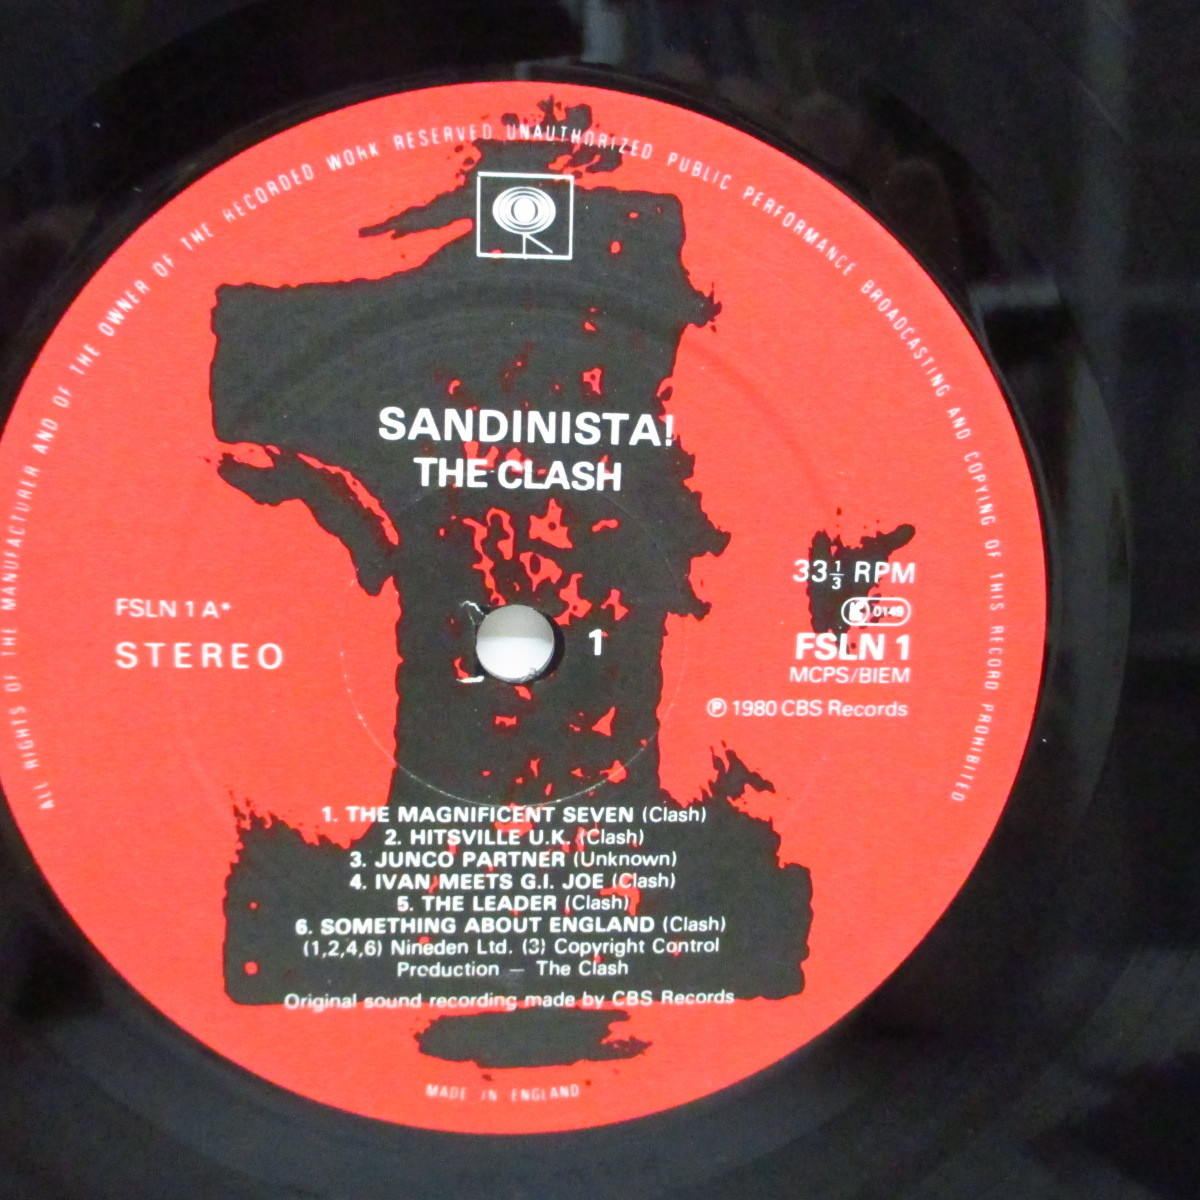 ALL RIGHTS OF THE MANUFACTURER AND OF THE OWNER OF THE RECORDED WORK RESERVED UNAUTHORIZED PUBLIC PERFORMANCE BROADCASTING AND COPYING OF THIS RECORD PROHIBITED
SANDINISTA!
THE CLASH
FSLN 1 A*
STEREO
1
33⅓ RPM
K 0149
FSLN 1
MCPS/BIEM
Ⓟ 1980 CBS Records
1. THE MAGNIFICENT SEVEN (Clash)
2. HITSVILLE U.K. (Clash)
3. JUNCO PARTNER (Unknown)
4. IVAN MEETS G.I. JOE (Clash)
5. THE LEADER (Clash)
6. SOMETHING ABOUT ENGLAND (Clash)
(1,2,4,6) Nineden Ltd. (3) Copyright Control
Production — The Clash
Original sound recording made by CBS Records
MADE IN ENGLAND